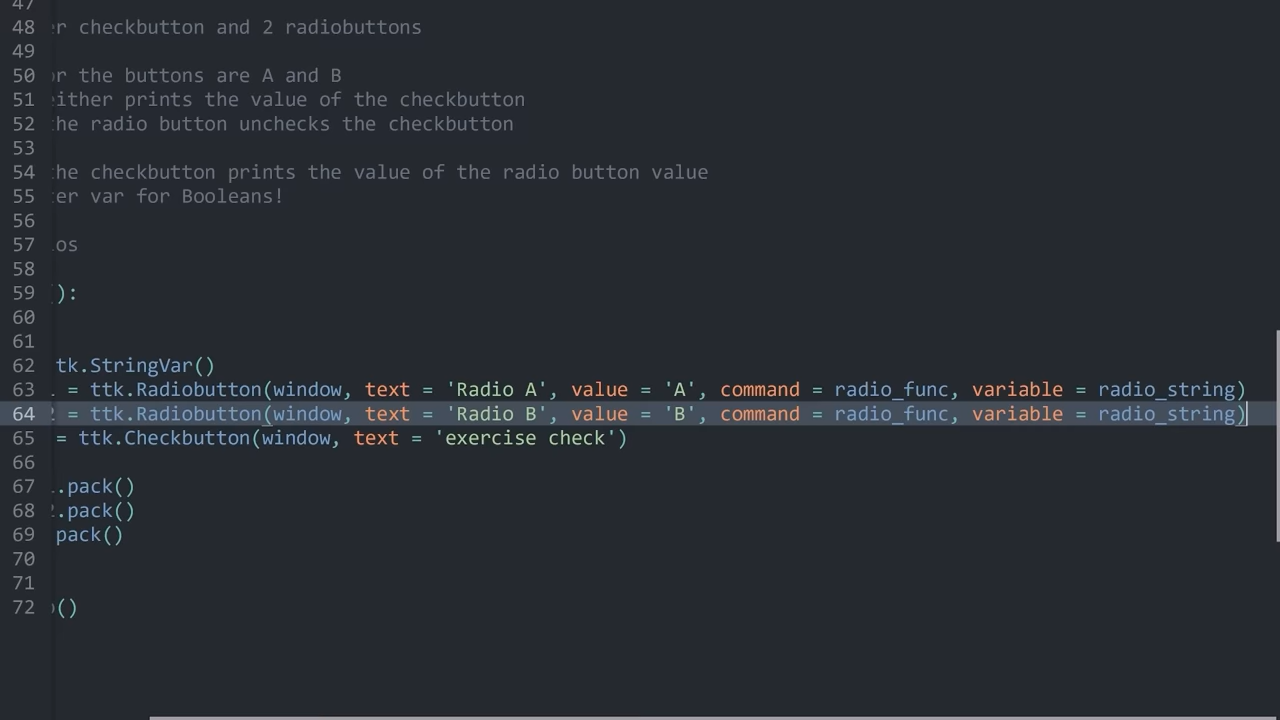 47
48 er checkbutton and 2 radiobuttons
49
50 or the buttons are A and B
51 either prints the value of the checkbutton
52 the radio button unchecks the checkbutton
53
54 the checkbutton prints the value of the radio button value
55 ter var for Booleans!
56
57 ios
58
59 ():
60
61
62 tk.StringVar()
63 = ttk.Radiobutton(window, text = 'Radio A', value = 'A', command = radio_func, variable = radio_string)
64 2 = ttk.Radiobutton(window, text = 'Radio B', value = 'B', command = radio_func, variable = radio_string)
65 = ttk.Checkbutton(window, text = 'exercise check')
66
67 .pack()
68 2.pack()
69 pack()
70
71
72 ()